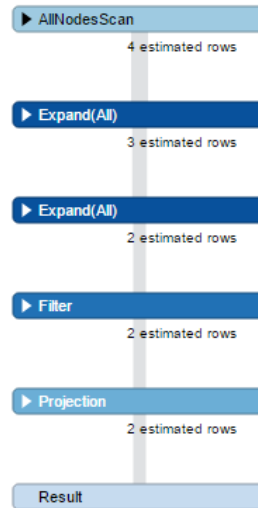 AllNodesScan
4 estimated rows
Expand(All)
3 estimated rows
Expand(All)
2 estimated rows
Filter
2 estimated rows
Projection
2 estimated rows
Result